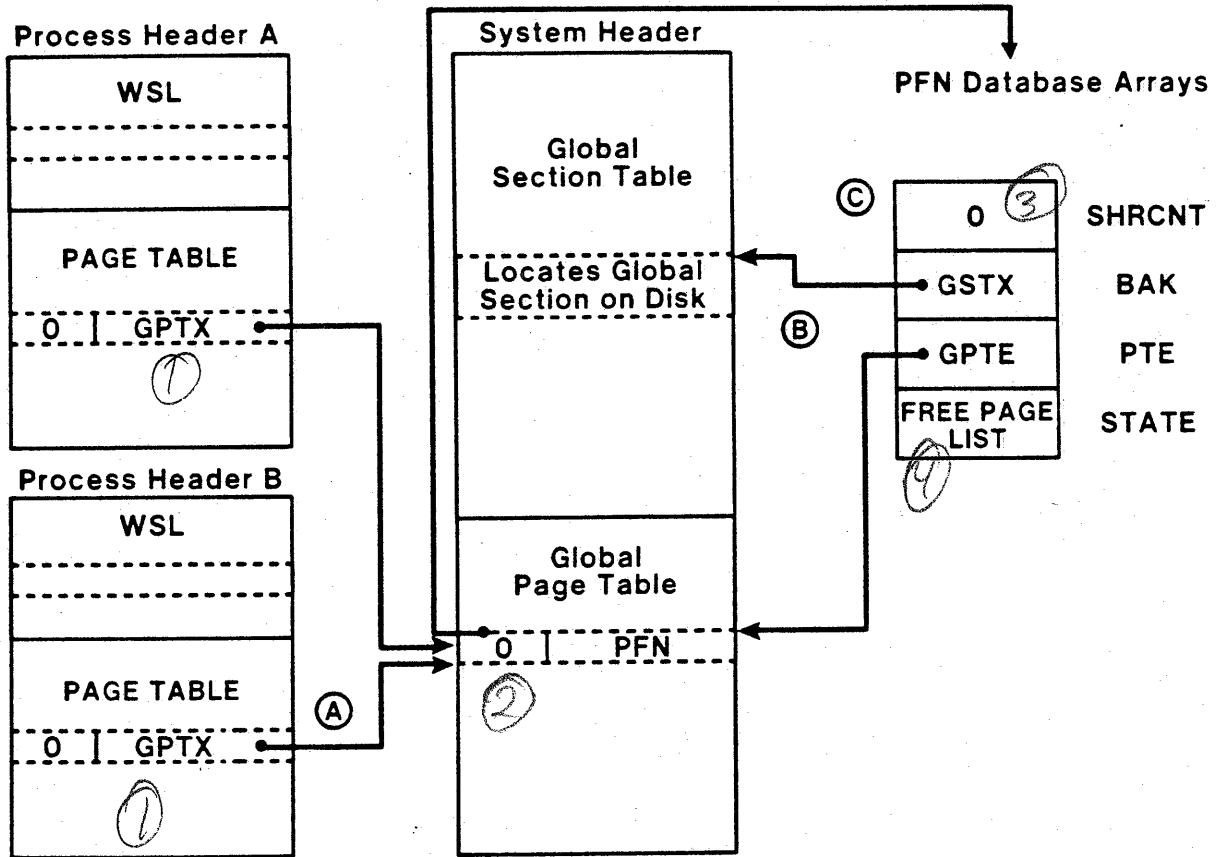 Process Header A
WSL
PAGE TABLE
0 | GPTX
1
Process Header B
WSL
PAGE TABLE
0 | GPTX
1
A
System Header
Global
Section Table
Locates Global
Section on Disk
Global
Page Table
0 | PFN
2
PFN Database Arrays
C
0
3
SHRCNT
GSTX
BAK
B
GPTE
PTE
FREE PAGE
LIST
STATE
4